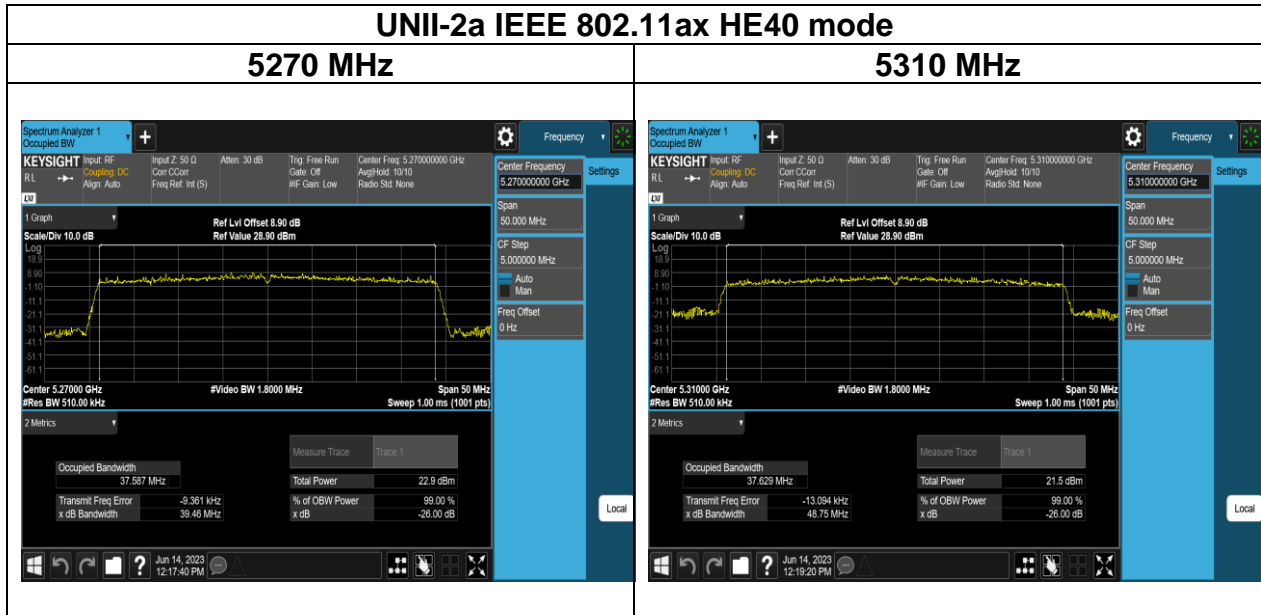 UNII-2a IEEE 802.11ax HE40 mode
5270 MHz
5310 MHz
Spectrum Analyzer 1
Occupied BW
+
Frequency
KEYSIGHT
Input: RF
Input Z: 50 Ω
Atten: 30 dB
Trig: Free Run
Center Freq: 5.270000000 GHz
RL
Coupling: DC
Corr CCorr
Gate: Off
Avg|Hold: 10/10
Align: Auto
Freq Ref: Int (S)
#IF Gain: Low
Radio Std: None
LXI
Center Frequency
5.270000000 GHz
Settings
Span
50.000 MHz
CF Step
5.000000 MHz
Auto
Man
Freq Offset
0 Hz
Local
1 Graph
Ref Lvl Offset 8.90 dB
Scale/Div 10.0 dB
Ref Value 28.90 dBm
Log
18.9
8.90
-1.10
-11.1
-21.1
-31.1
-41.1
-51.1
-61.1
Center 5.27000 GHz
#Video BW 1.8000 MHz
Span 50 MHz
#Res BW 510.00 kHz
Sweep 1.00 ms (1001 pts)
2 Metrics
Measure Trace
Trace 1
Occupied Bandwidth
37.587 MHz
Total Power
22.9 dBm
Transmit Freq Error
-9.361 kHz
% of OBW Power
99.00 %
x dB Bandwidth
39.46 MHz
x dB
-26.00 dB
?
Jun 14, 2023
12:17:40 PM
Spectrum Analyzer 1
Occupied BW
+
Frequency
KEYSIGHT
Input: RF
Input Z: 50 Ω
Atten: 30 dB
Trig: Free Run
Center Freq: 5.310000000 GHz
RL
Coupling: DC
Corr CCorr
Gate: Off
Avg|Hold: 10/10
Align: Auto
Freq Ref: Int (S)
#IF Gain: Low
Radio Std: None
LXI
Center Frequency
5.310000000 GHz
Settings
Span
50.000 MHz
CF Step
5.000000 MHz
Auto
Man
Freq Offset
0 Hz
Local
1 Graph
Ref Lvl Offset 8.90 dB
Scale/Div 10.0 dB
Ref Value 28.90 dBm
Log
18.9
8.90
-1.10
-11.1
-21.1
-31.1
-41.1
-51.1
-61.1
Center 5.31000 GHz
#Video BW 1.8000 MHz
Span 50 MHz
#Res BW 510.00 kHz
Sweep 1.00 ms (1001 pts)
2 Metrics
Measure Trace
Trace 1
Occupied Bandwidth
37.629 MHz
Total Power
21.5 dBm
Transmit Freq Error
-13.094 kHz
% of OBW Power
99.00 %
x dB Bandwidth
48.75 MHz
x dB
-26.00 dB
?
Jun 14, 2023
12:19:20 PM